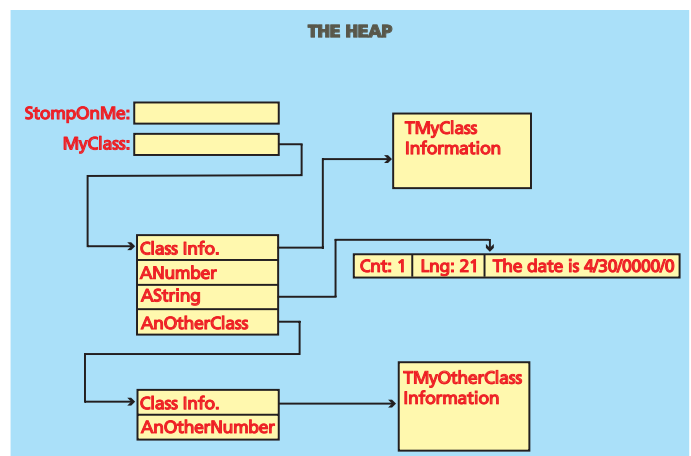 THE HEAP
StompOnMe:
MyClass:
TMyClass
Information
Class Info.
ANumber
AString
AnOtherClass
Cnt: 1 Lng: 21 The date is 4/30/0000/0
Class Info.
AnOtherNumber
TMyOtherClass
Information